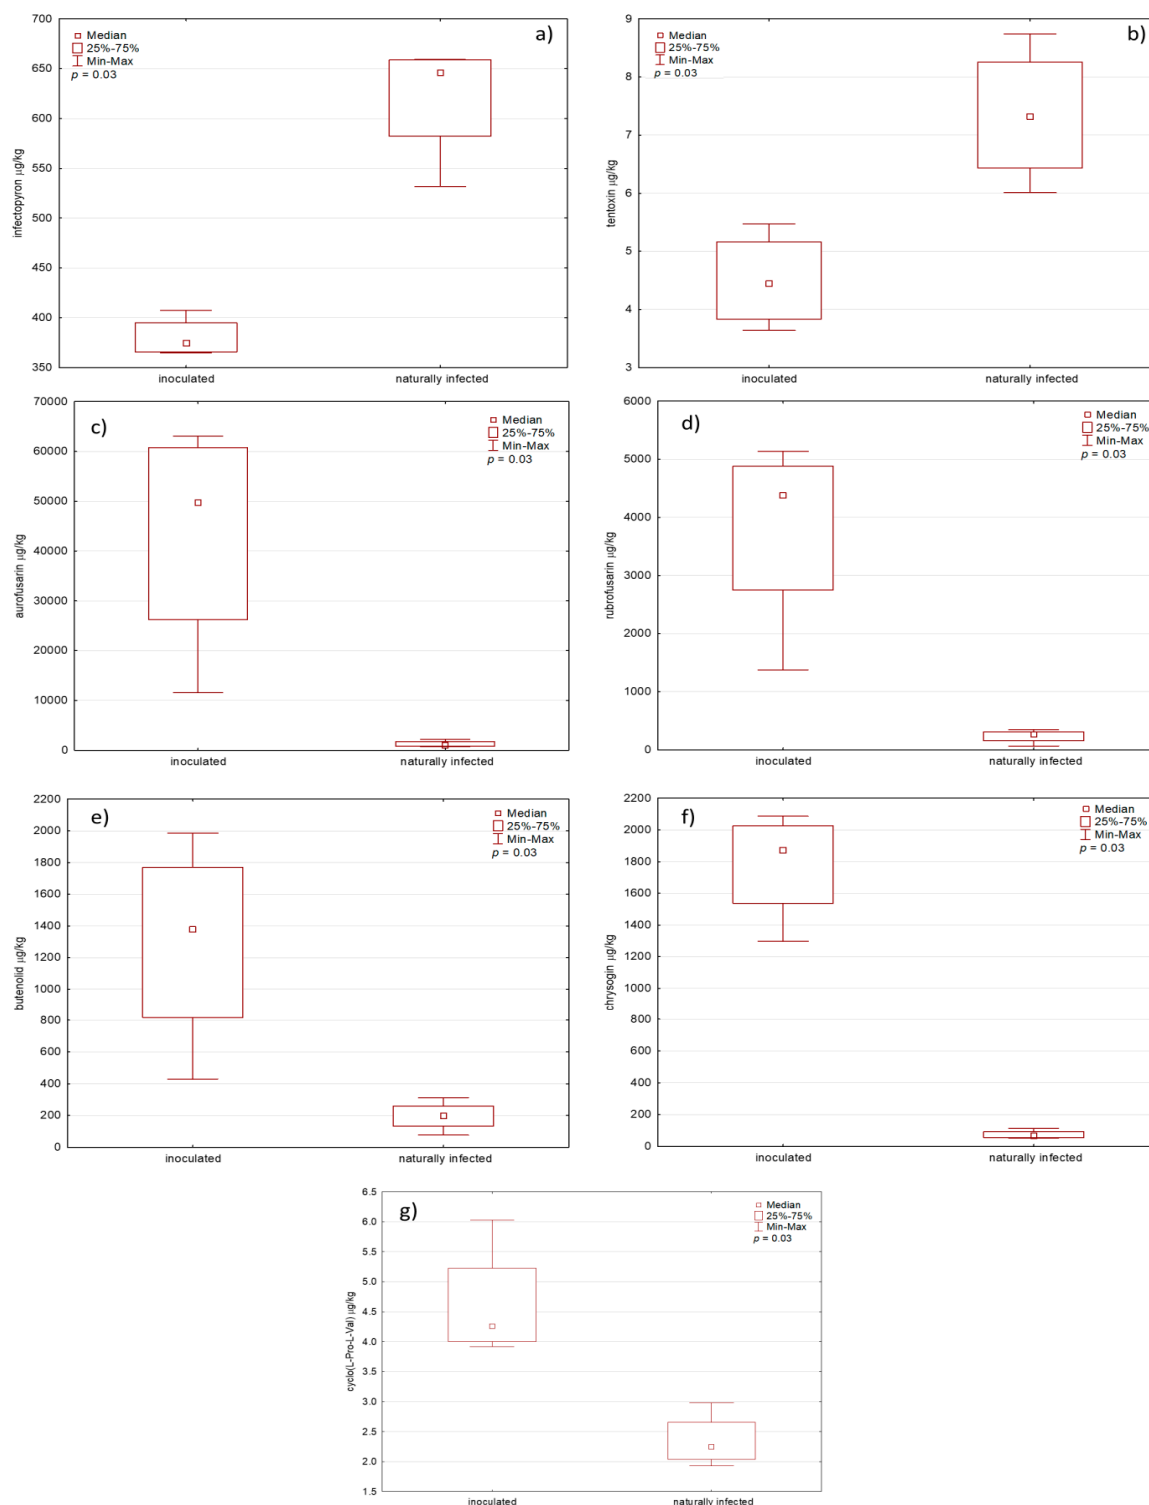 a)
Median
25%-75%
Min-Max
p = 0.03
700
650
600
550
500
450
400
350
infectopyron µg/kg
inoculated
naturally infected
b)
Median
25%-75%
Min-Max
p = 0.03
9
8
7
6
5
4
3
tentoxin µg/kg
inoculated
naturally infected
c)
Median
25%-75%
Min-Max
p = 0.03
70000
60000
50000
40000
30000
20000
10000
0
aurofusarin µg/kg
inoculated
naturally infected
d)
Median
25%-75%
Min-Max
p = 0.03
6000
5000
4000
3000
2000
1000
0
rubrofusarin µg/kg
inoculated
naturally infected
e)
Median
25%-75%
Min-Max
p = 0.03
2200
2000
1800
1600
1400
1200
1000
800
600
400
200
0
butenolid µg/kg
inoculated
naturally infected
f)
Median
25%-75%
Min-Max
p = 0.03
2200
2000
1800
1600
1400
1200
1000
800
600
400
200
0
chrysogin µg/kg
inoculated
naturally infected
g)
Median
25%-75%
Min-Max
p = 0.03
6.5
6.0
5.5
5.0
4.5
4.0
3.5
3.0
2.5
2.0
1.5
cyclo(L-Pro-L-Val) µg/kg
inoculated
naturally infected